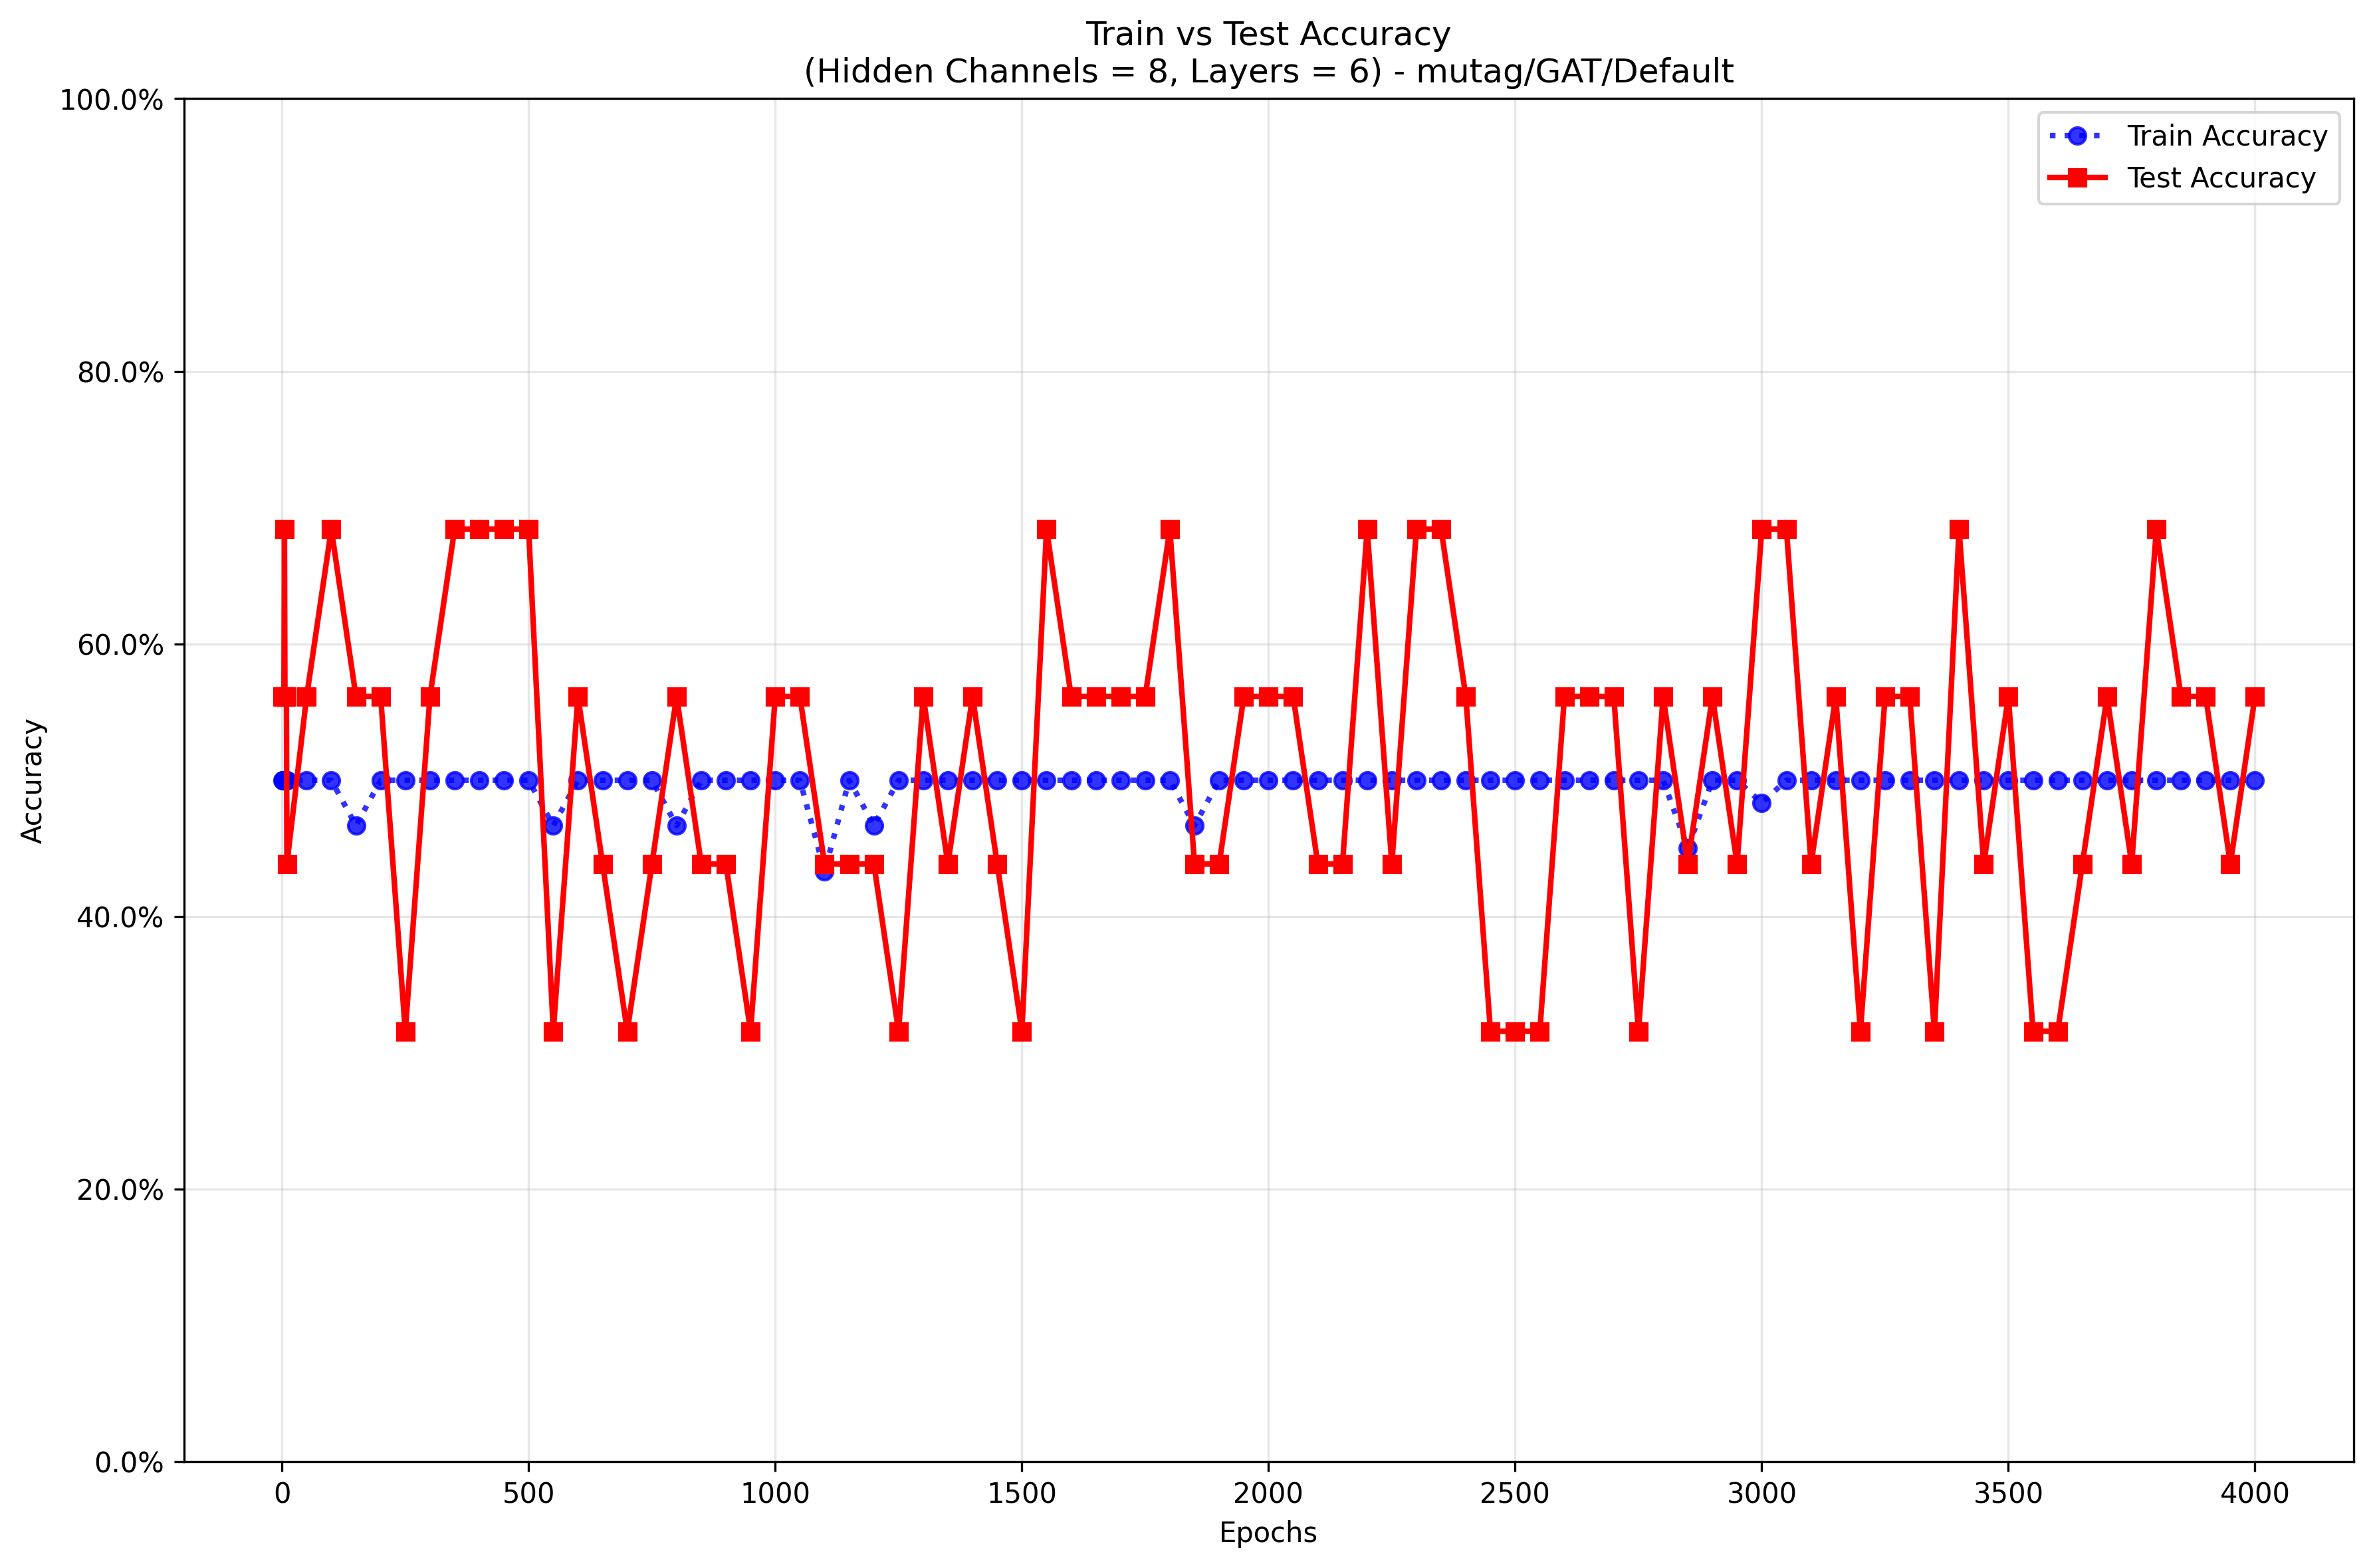 Train vs Test Accuracy
(Hidden Channels = 8, Layers = 6) - mutag/GAT/Default
100.0%
80.0%
60.0%
40.0%
20.0%
0.0%
Accuracy
Train Accuracy
Test Accuracy
0
500
1000
1500
2000
2500
3000
3500
4000
Epochs